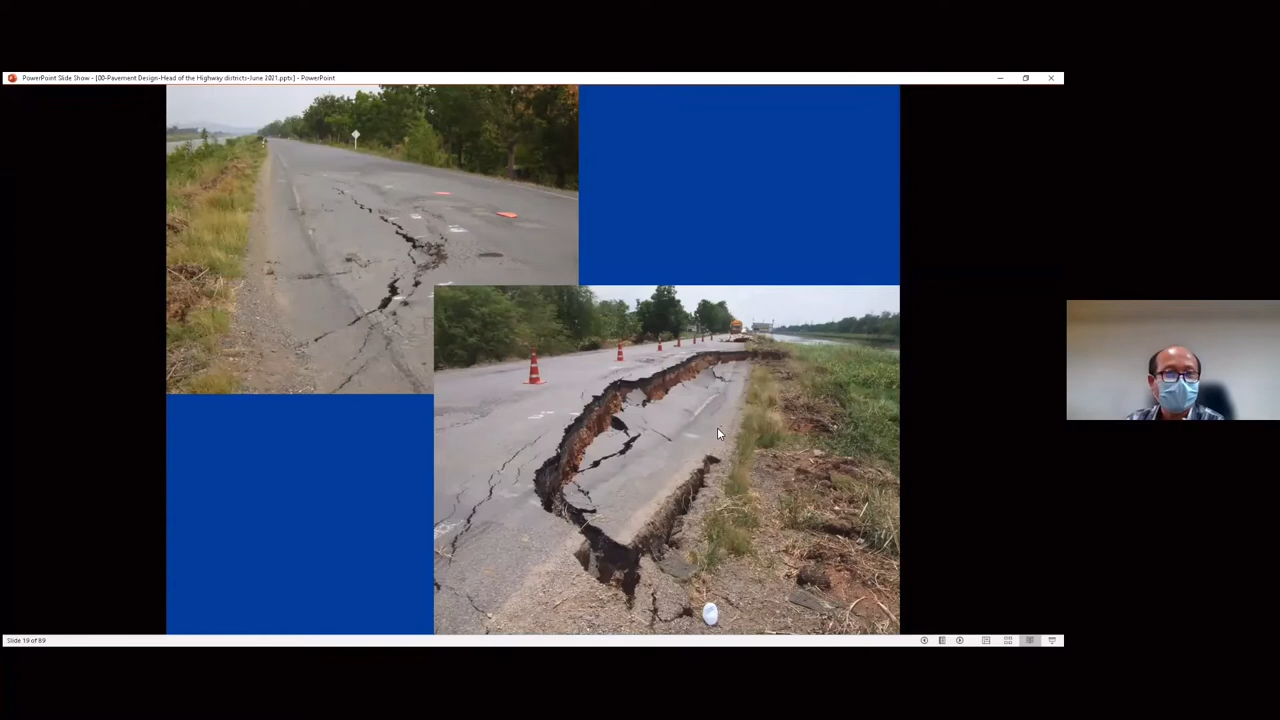 PowerPoint Slide Show - [00-Pavement Design-Head of the Highway districts-June 2021.pptx] - PowerPoint
Slide 19 of 89